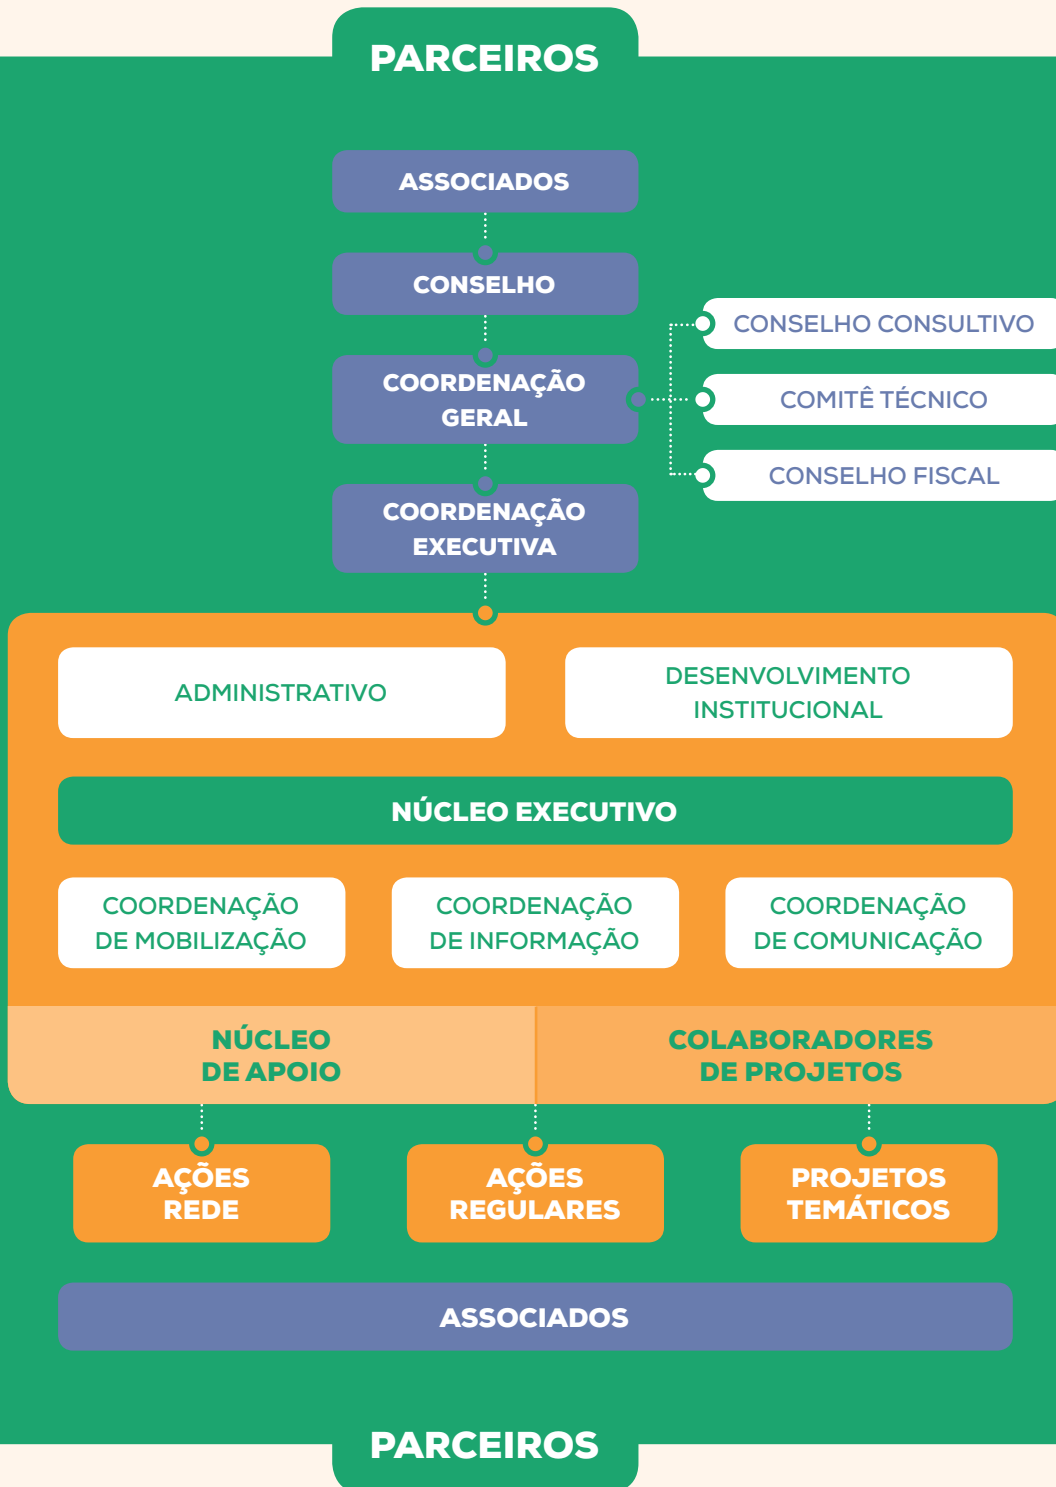 PARCEIROS
ASSOCIADOS
CONSELHO
COORDENAÇÃO
GERAL
CONSELHO CONSULTIVO
COMITÊ TÉCNICO
CONSELHO FISCAL
COORDENAÇÃO
EXECUTIVA
ADMINISTRATIVO
DESENVOLVIMENTO
INSTITUCIONAL
NÚCLEO EXECUTIVO
COORDENAÇÃO
DE MOBILIZAÇÃO
COORDENAÇÃO
DE INFORMAÇÃO
COORDENAÇÃO
DE COMUNICAÇÃO
NÚCLEO
DE APOIO
COLABORADORES
DE PROJETOS
AÇÕES
REDE
AÇÕES
REGULARES
PROJETOS
TEMÁTICOS
ASSOCIADOS
PARCEIROS